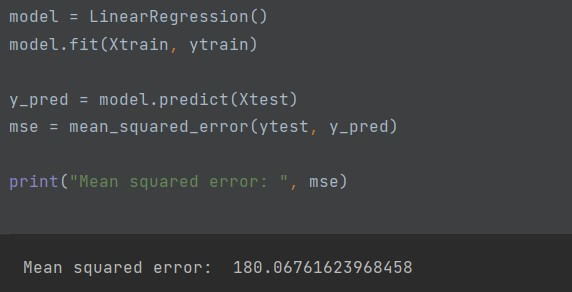 model = LinearRegression()
model.fit(Xtrain, ytrain)
y_pred = model.predict(Xtest)
mse = mean_squared_error(ytest, y_pred)
print("Mean squared error: ", mse)
Mean squared error:  180.06761623968458